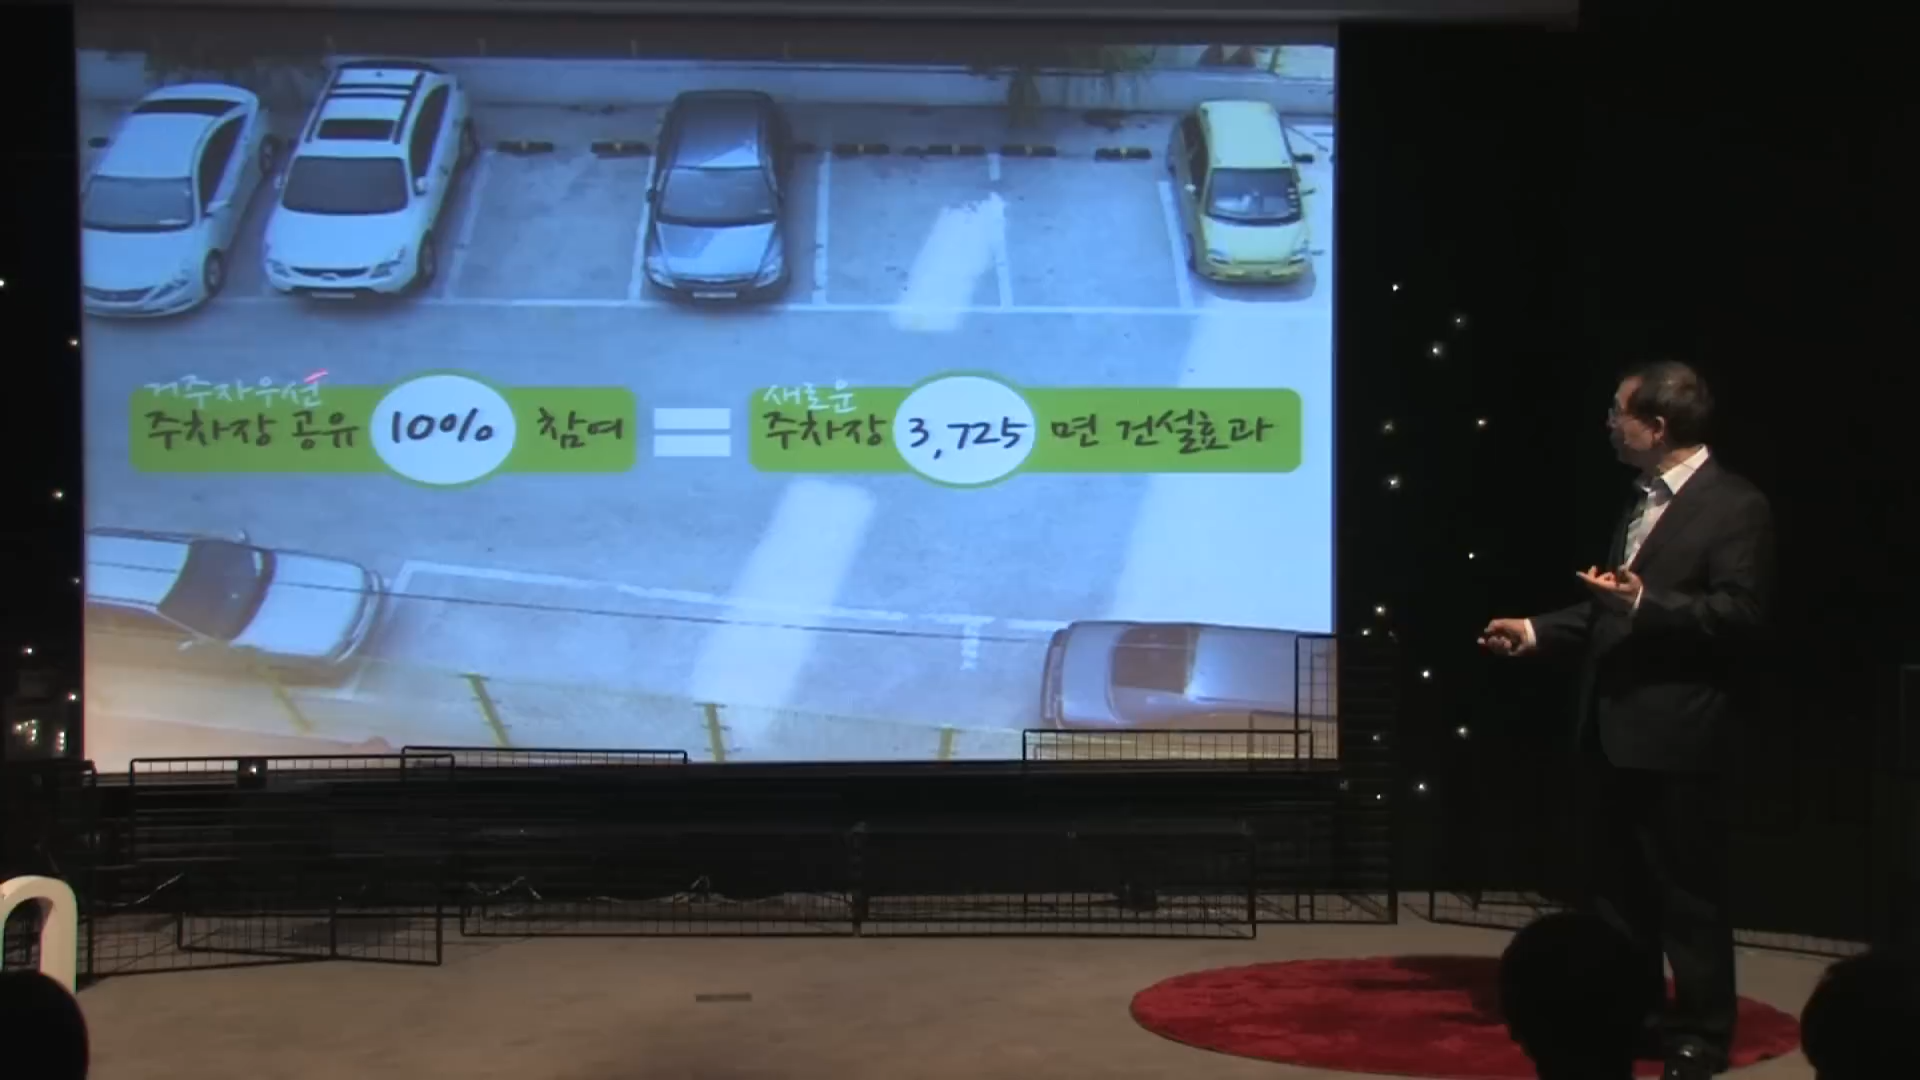 거주자우선
주차장 공유 10% 참여
새로운
주차장 3,725 면 건설효과